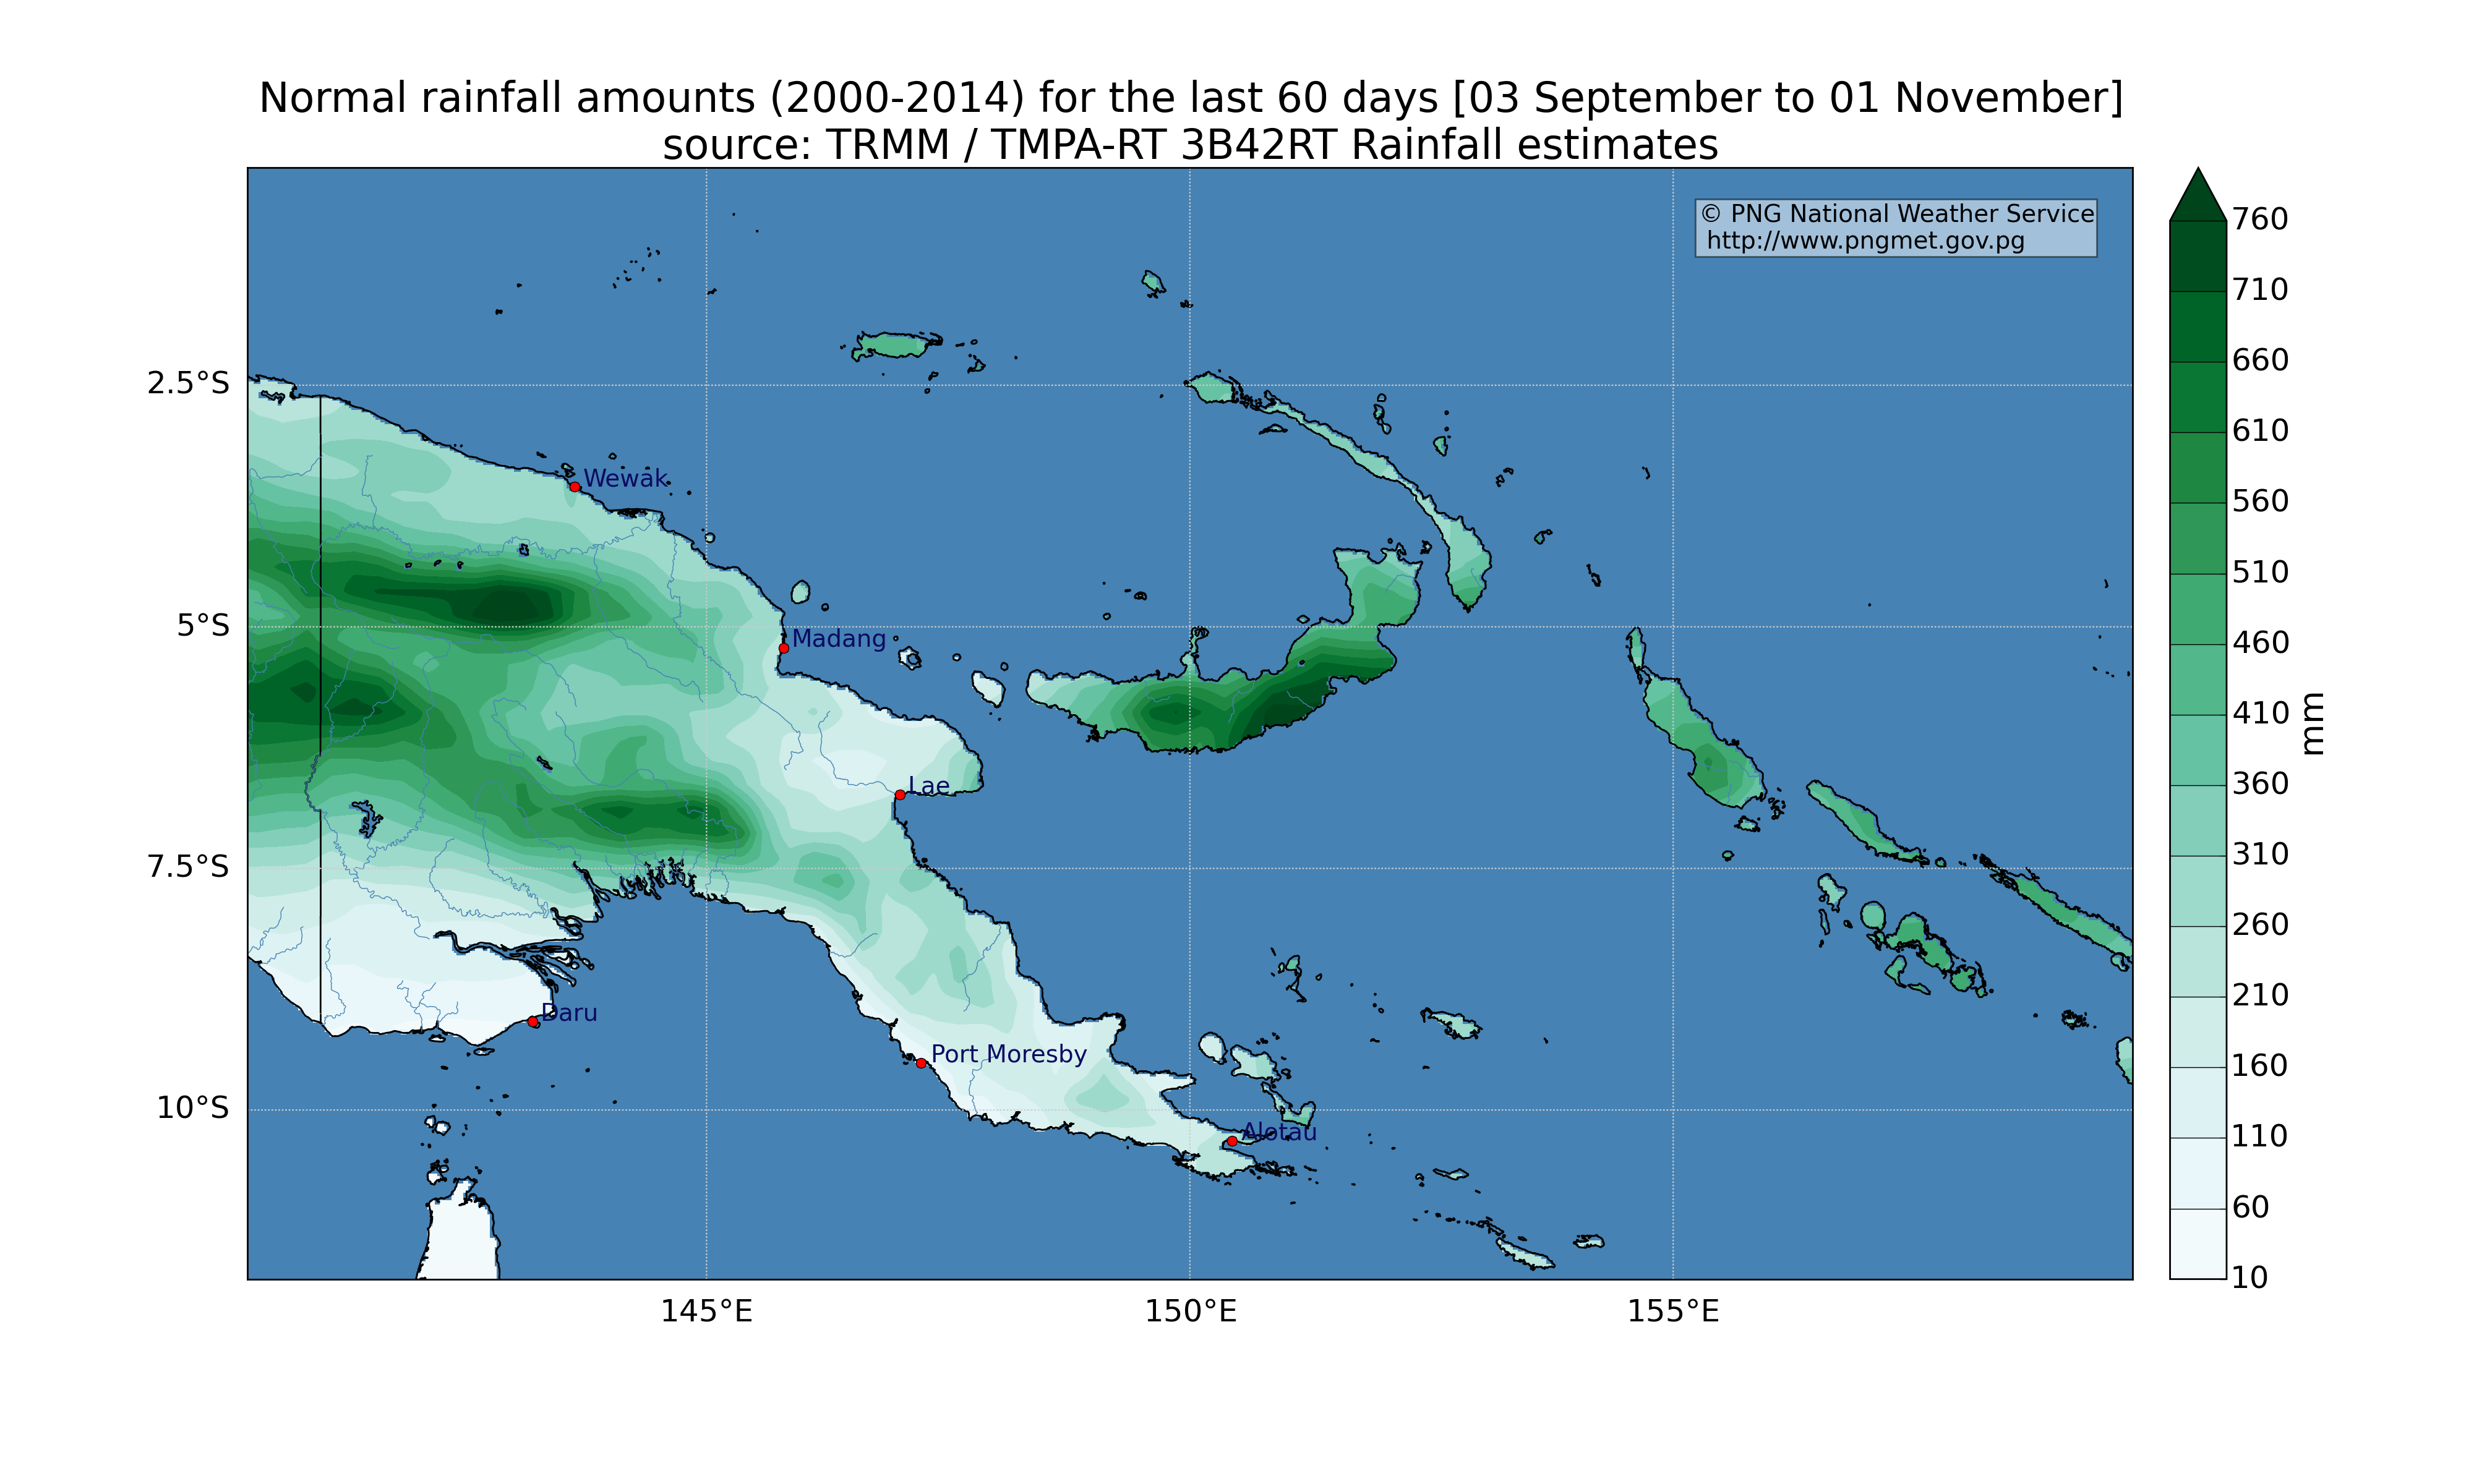 Normal rainfall amounts (2000-2014) for the last 60 days [03 September to 01 November]
source: TRMM / TMPA-RT 3B42RT Rainfall estimates
© PNG National Weather Service
http://www.pngmet.gov.pg
760
710
660
610
560
510
460
410
360
310
260
210
160
110
60
10
mm
2.5°S
5°S
7.5°S
10°S
Wewak
Madang
Lae
Daru
Port Moresby
Alotau
145°E
150°E
155°E